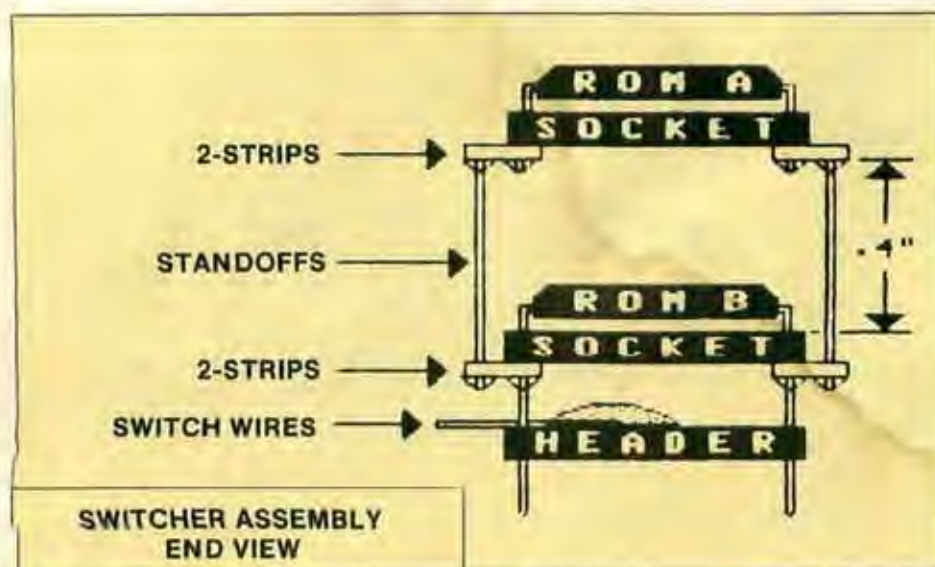 ROM A
SOCKET
2-STRIPS
.4"
STANDOFFS
ROM B
SOCKET
2-STRIPS
SWITCH WIRES
HEADER
SWITCHER ASSEMBLY
END VIEW